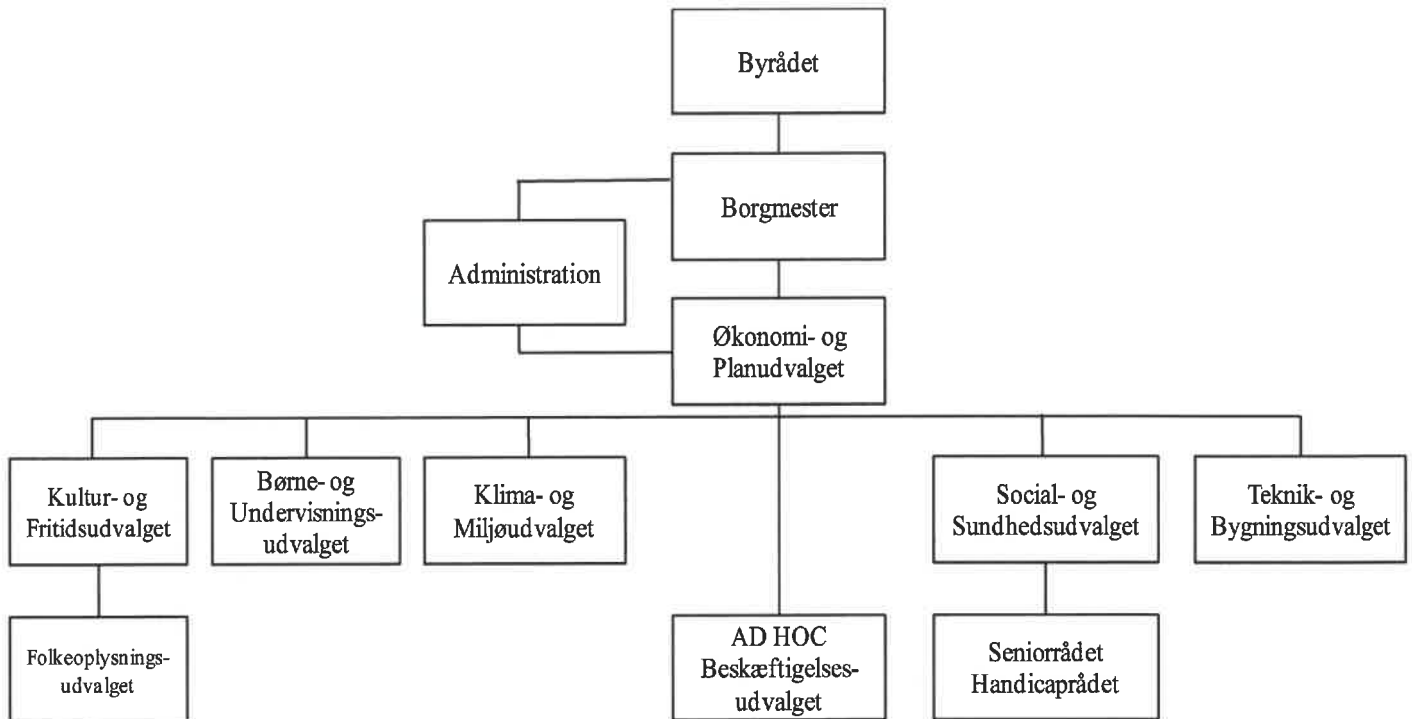 Byrådet
Borgmester
Administration
Økonomi- og
Planudvalget
Kultur- og
Fritidsudvalget
Børne- og
Undervisnings-
udvalget
Klima- og
Miljøudvalget
Social- og
Sundhedsudvalget
Teknik- og
Bygningsudvalget
Folkeoplysnings-
udvalget
AD HOC
Beskæftigelses-
udvalget
Seniorrådet
Handicaprådet